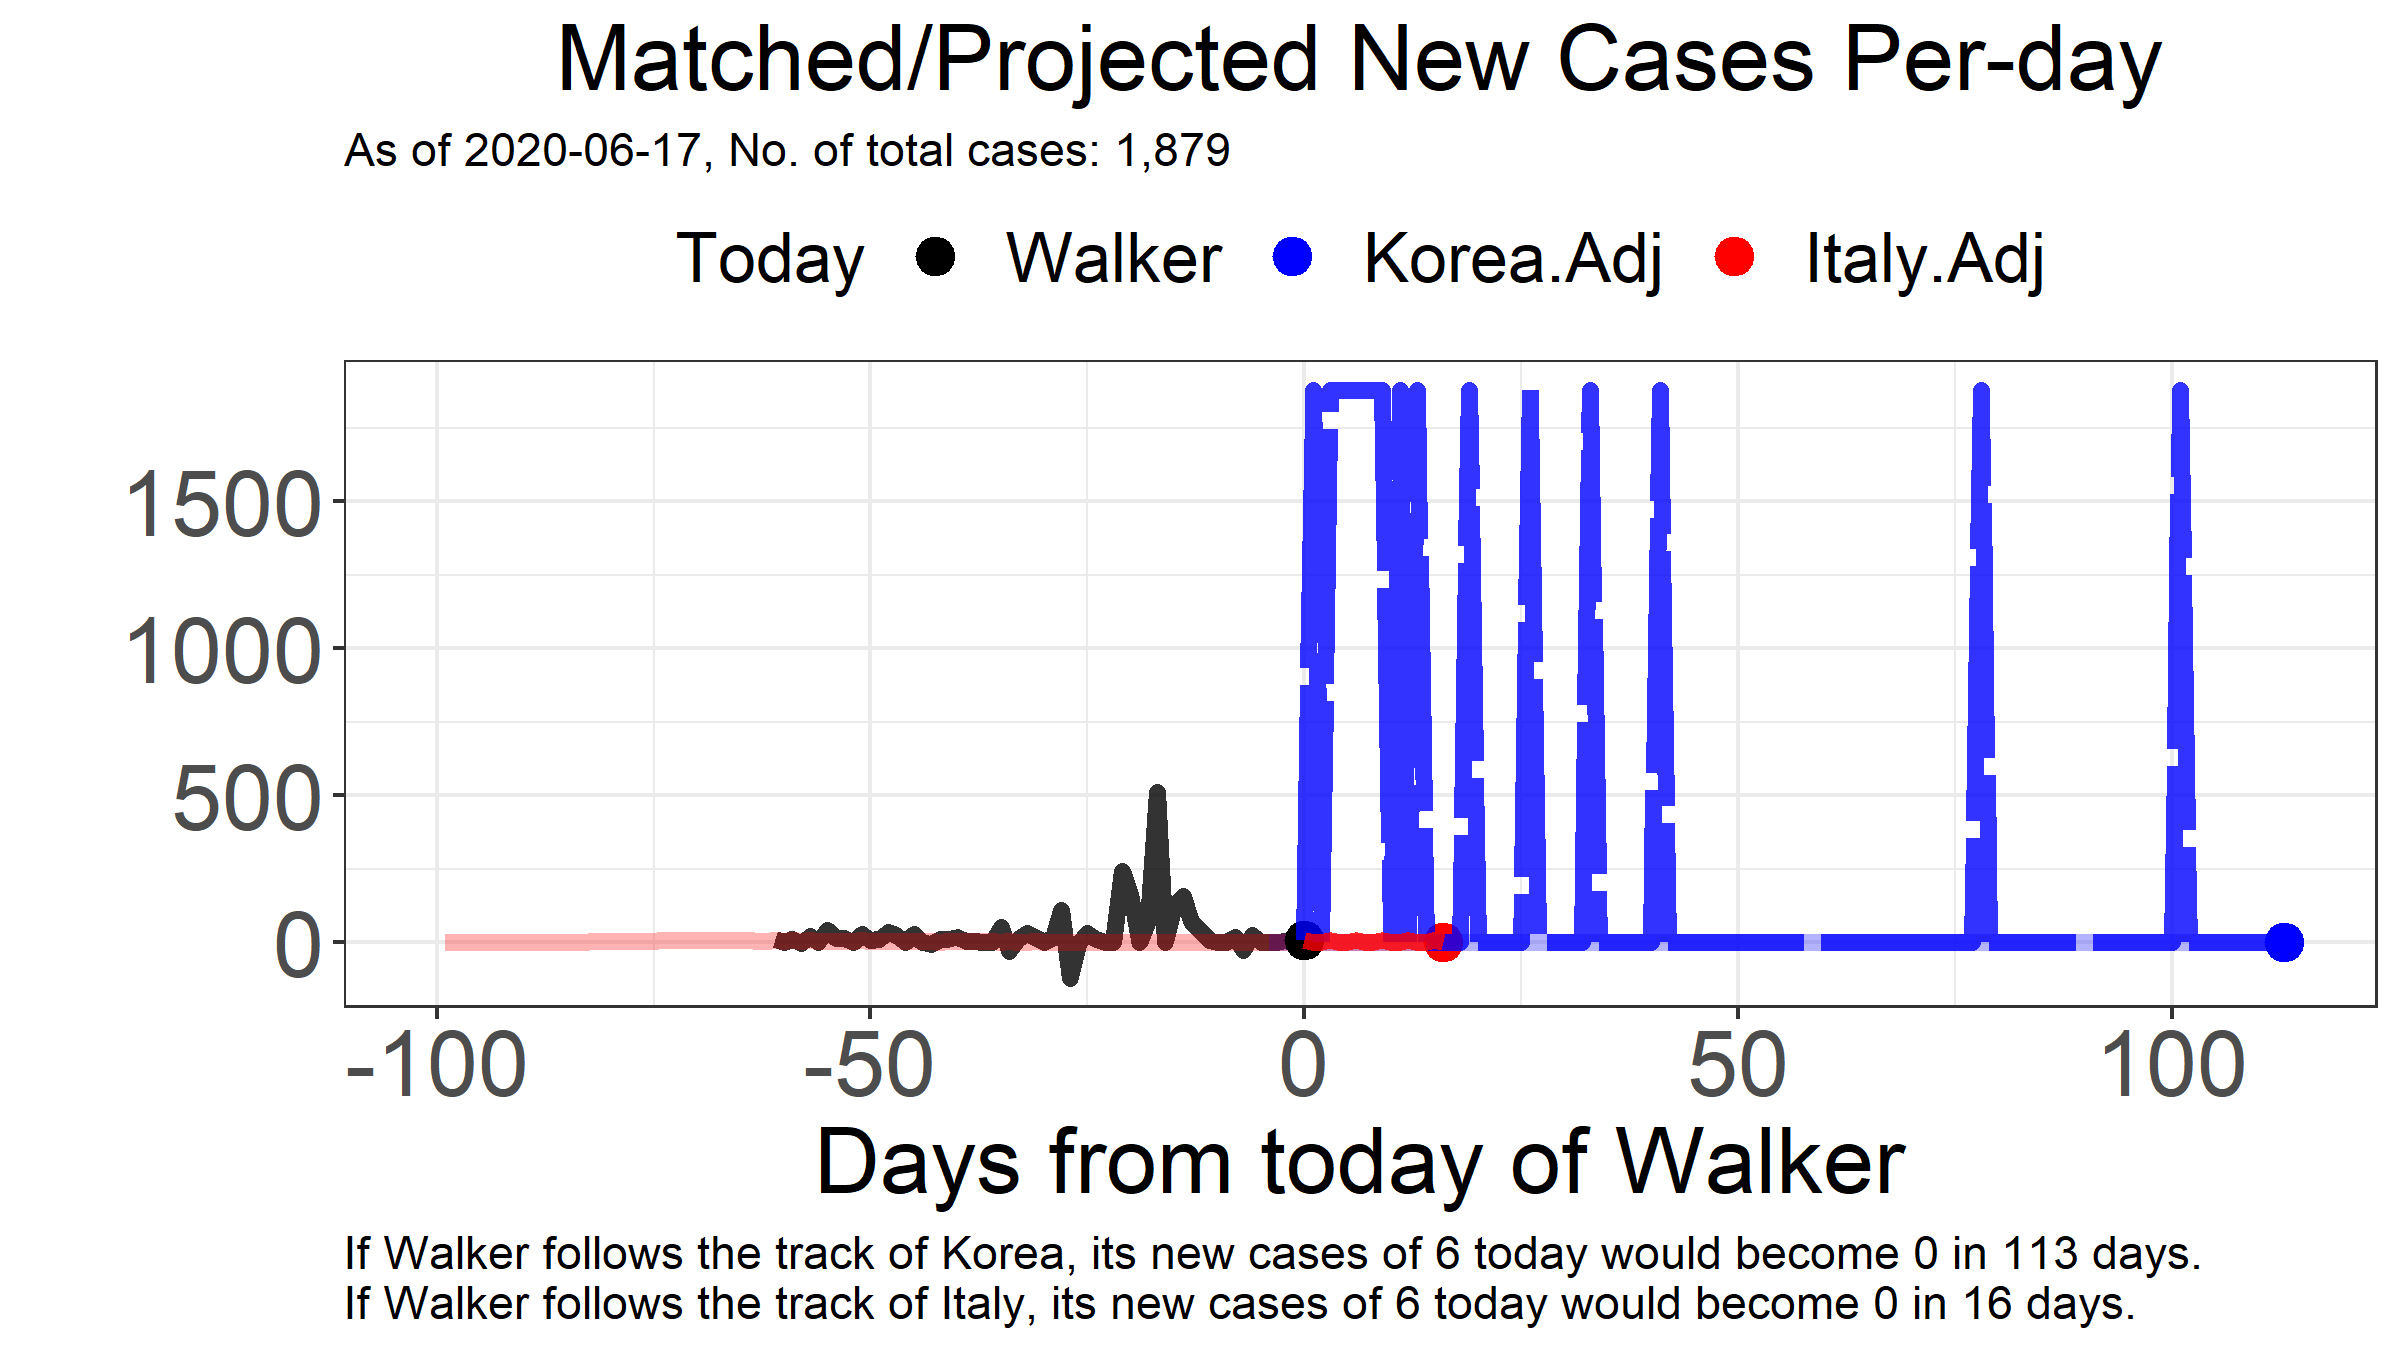 Matched/Projected New Cases Per-day
As of 2020-06-17, No. of total cases: 1,879
Today Walker Korea.Adj Italy.Adj
1500
1000
500
0
-100 -50 0 50 100
Days from today of Walker
If Walker follows the track of Korea, its new cases of 6 today would become 0 in 113 days.
If Walker follows the track of Italy, its new cases of 6 today would become 0 in 16 days.